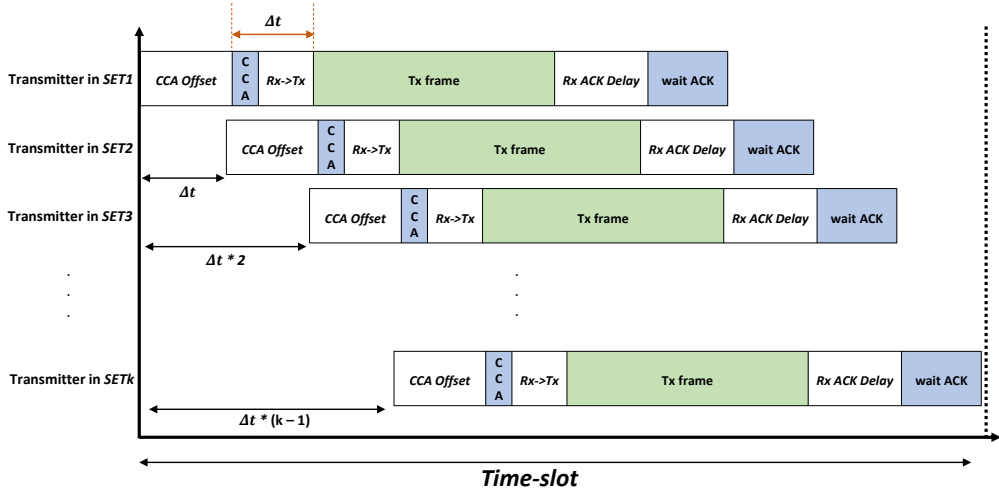 Δt
Transmitter in SET1
CCA Offset
C
C
A
Rx->Tx
Tx frame
Rx ACK Delay
wait ACK
Transmitter in SET2
CCA Offset
C
C
A
Rx->Tx
Tx frame
Rx ACK Delay
wait ACK
Δt
Transmitter in SET3
CCA Offset
C
C
A
Rx->Tx
Tx frame
Rx ACK Delay
wait ACK
Δt * 2
.
.
.
.
.
.
Transmitter in SETk
CCA Offset
C
C
A
Rx->Tx
Tx frame
Rx ACK Delay
wait ACK
Δt * (k – 1)
Time-slot